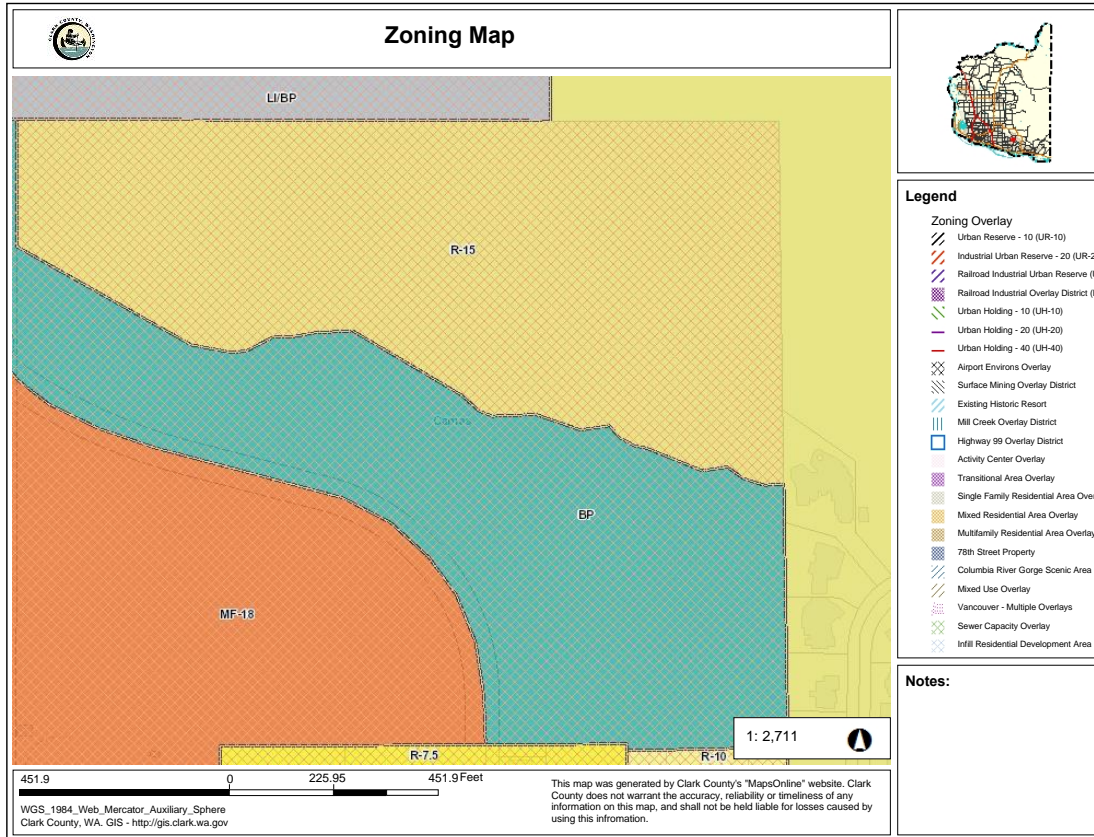 Zoning Map
CLARK COUNTY, WASHINGTON
LI/BP
R-15
Camas
BP
MF-18
R-7.5
R-10
1: 2,711
Legend
Zoning Overlay
Urban Reserve - 10 (UR-10)
Industrial Urban Reserve - 20 (UR-2
Railroad Industrial Urban Reserve (U
Railroad Industrial Overlay District (I
Urban Holding - 10 (UH-10)
Urban Holding - 20 (UH-20)
Urban Holding - 40 (UH-40)
Airport Environs Overlay
Surface Mining Overlay District
Existing Historic Resort
Mill Creek Overlay District
Highway 99 Overlay District
Activity Center Overlay
Transitional Area Overlay
Single Family Residential Area Over
Mixed Residential Area Overlay
Multifamily Residential Area Overlay
78th Street Property
Columbia River Gorge Scenic Area
Mixed Use Overlay
Vancouver - Multiple Overlays
Sewer Capacity Overlay
Infill Residential Development Area
Notes:
451.9 0 225.95 451.9 Feet
WGS_1984_Web_Mercator_Auxiliary_Sphere
Clark County, WA. GIS - http://gis.clark.wa.gov
This map was generated by Clark County's "MapsOnline" website. Clark
County does not warrant the accuracy, reliability or timeliness of any
information on this map, and shall not be held liable for losses caused by
using this infromation.